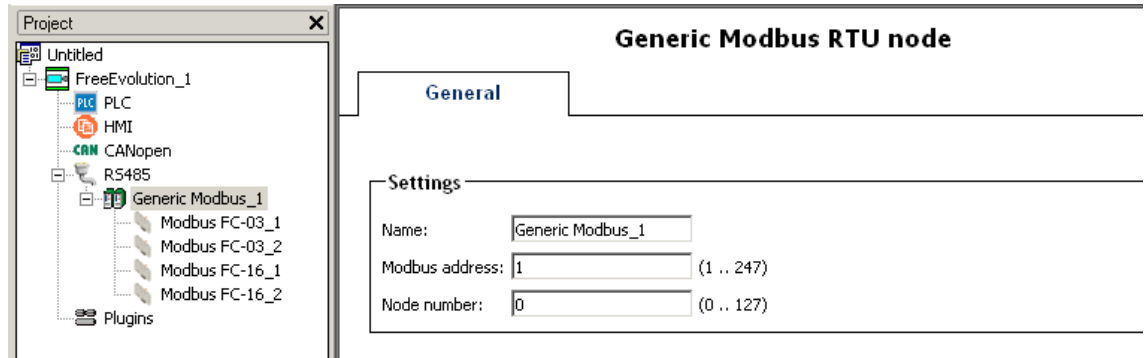 Project
Untitled
FreeEvolution_1
PLC PLC
HMI
CAN CANopen
RS485
Generic Modbus_1
Modbus FC-03_1
Modbus FC-03_2
Modbus FC-16_1
Modbus FC-16_2
Plugins
Generic Modbus RTU node
General
Settings
Name: Generic Modbus_1
Modbus address: 1 (1 .. 247)
Node number: 0 (0 .. 127)